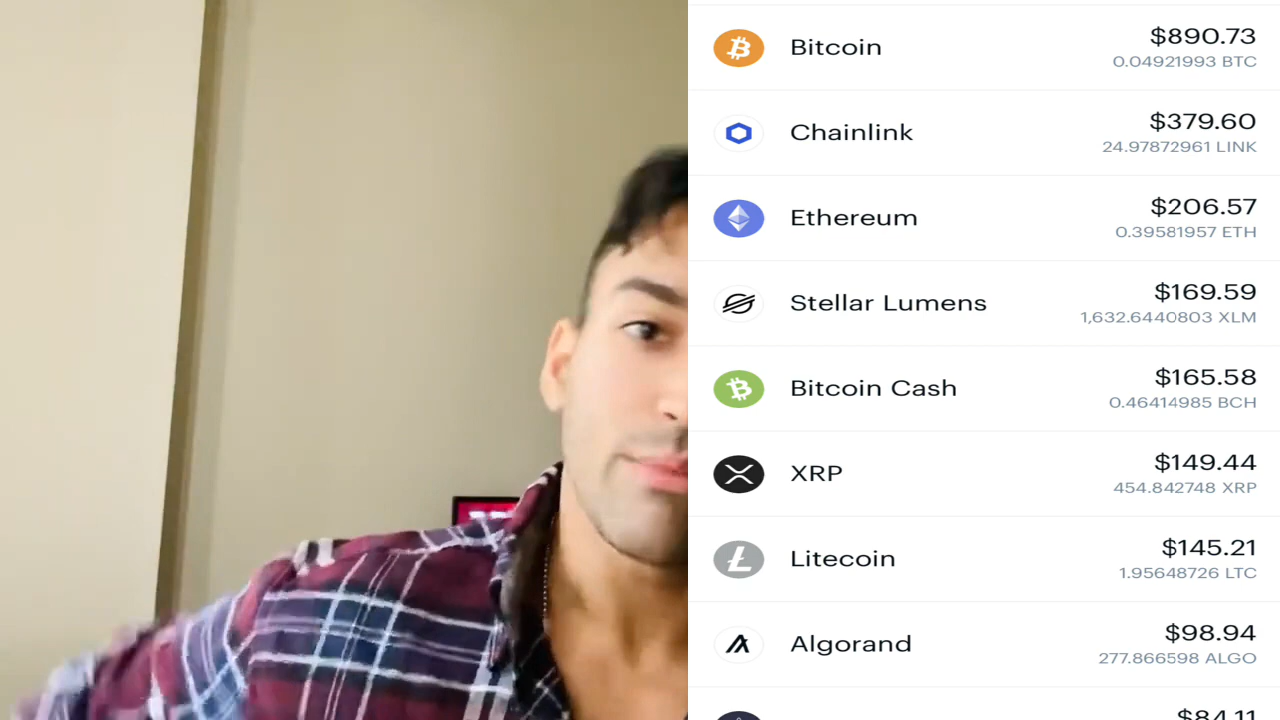 Bitcoin
$890.73
0.04921993 BTC
Chainlink
$379.60
24.97872961 LINK
Ethereum
$206.57
0.39581957 ETH
Stellar Lumens
$169.59
1,632.6440803 XLM
Bitcoin Cash
$165.58
0.46414985 BCH
XRP
$149.44
454.842748 XRP
Litecoin
$145.21
1.95648726 LTC
Algorand
$98.94
277.866598 ALGO
$84.11